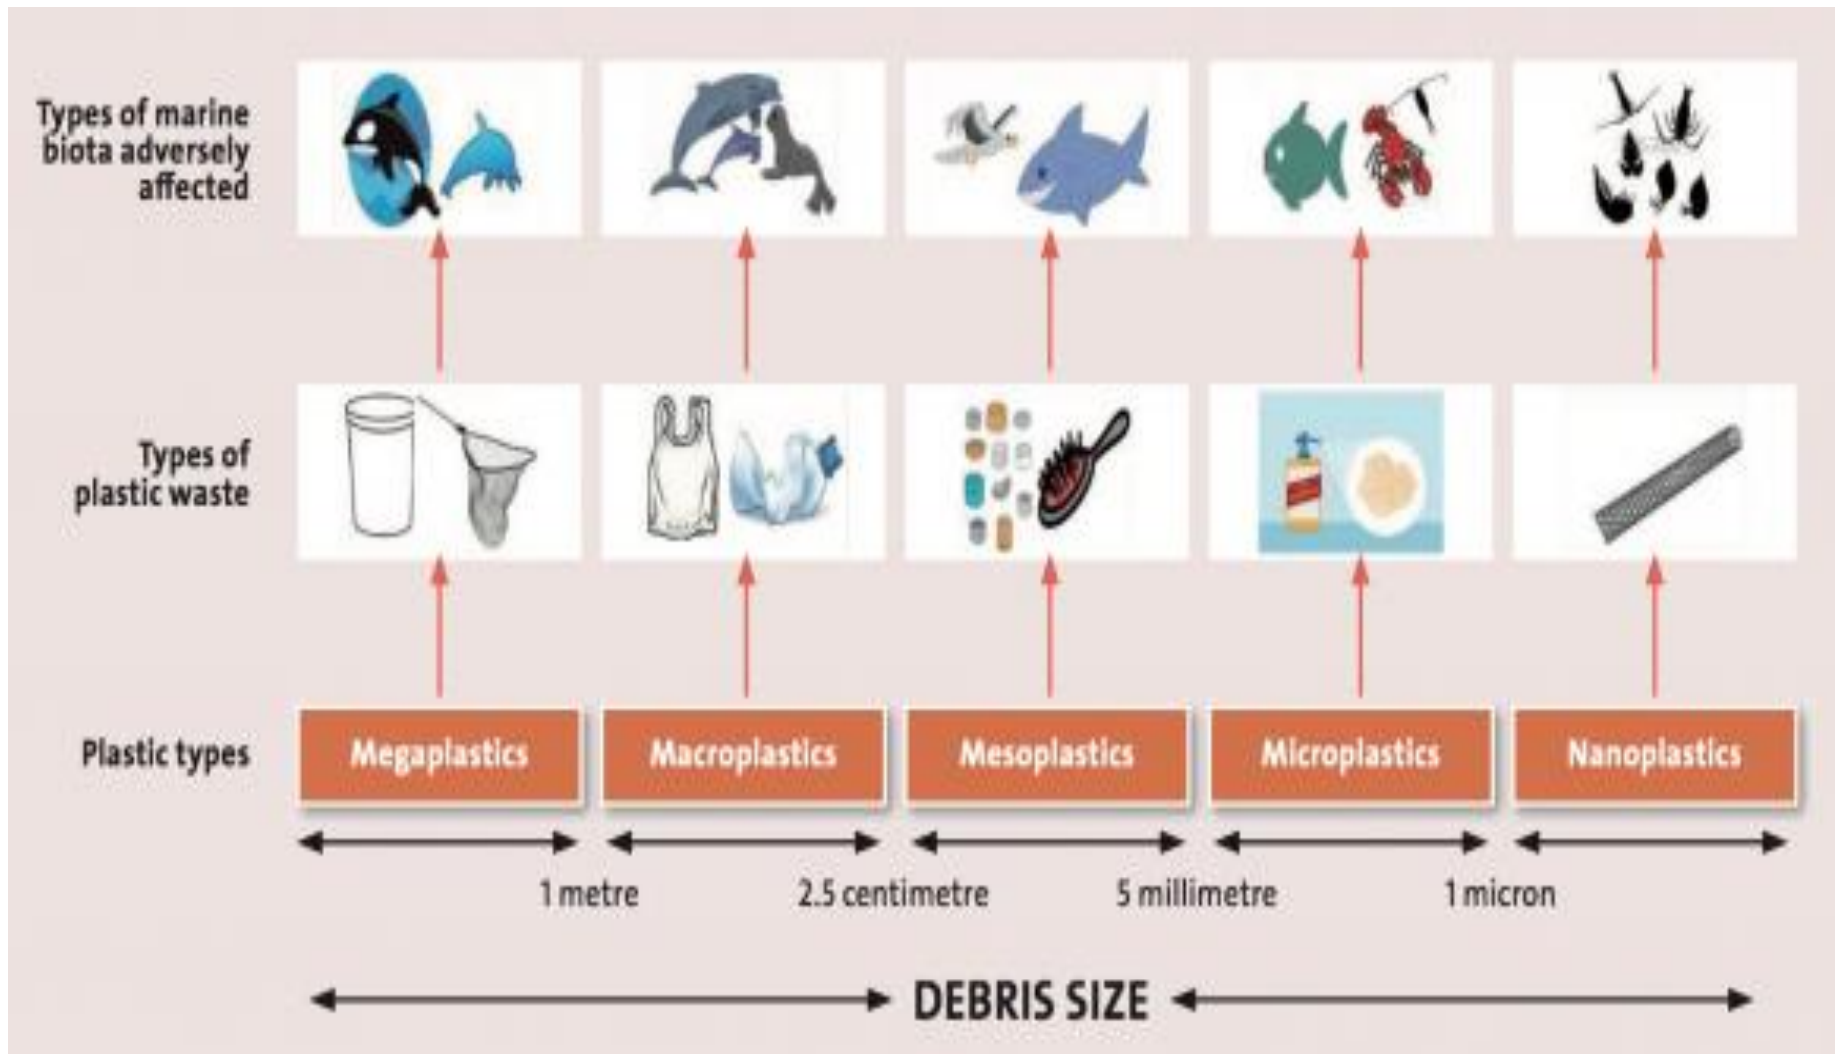 Types of marine
biota adversely
affected
Types of
plastic waste
Plastic types
Megaplastics
Macroplastics
Mesoplastics
Microplastics
Nanoplastics
1 metre
2.5 centimetre
5 millimetre
1 micron
DEBRIS SIZE